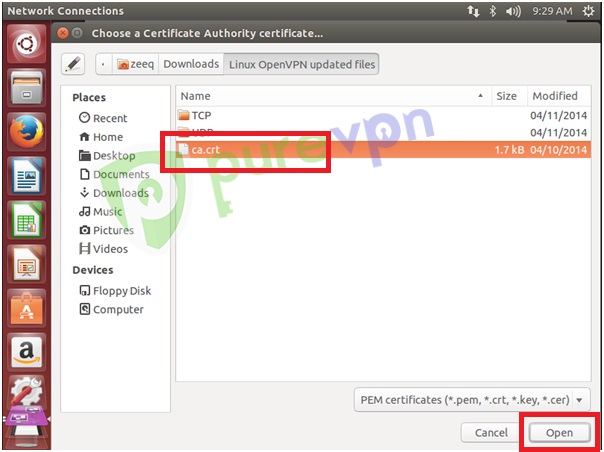 Network Connections
9:29 AM
Choose a Certificate Authority certificate...
zeeq
Downloads
Linux OpenVPN updated files
Places
Recent
Home
Desktop
Documents
Downloads
Music
Pictures
Videos
Devices
Floppy Disk
Computer
Name Size Modified
TCP 04/11/2014
UDP 04/11/2014
ca.crt 1.7 kB 04/10/2014
purevpn
PEM certificates (*.pem, *.crt, *.key, *.cer)
Cancel
Open